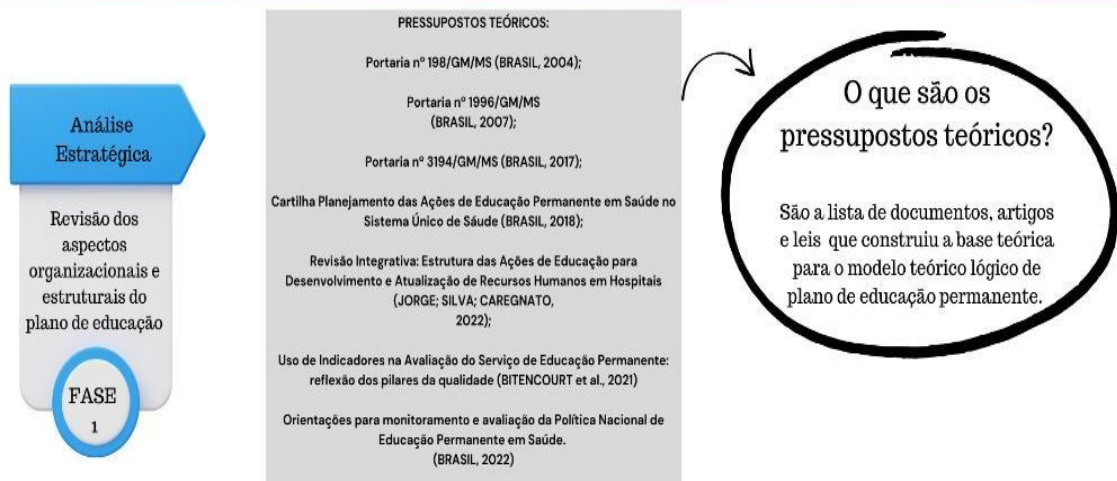 Análise
Estratégica
Revisão dos
aspectos
organizacionais e
estruturais do
plano de educação
FASE
1
PRESSUPOSTOS TEÓRICOS:
Portaria nº 198/GM/MS (BRASIL, 2004);
Portaria nº 1996/GM/MS
(BRASIL, 2007);
Portaria nº 3194/GM/MS (BRASIL, 2017);
Cartilha Planejamento das Ações de Educação Permanente em Saúde no
Sistema Único de Sáude (BRASIL, 2018);
Revisão Integrativa: Estrutura das Ações de Educação para
Desenvolvimento e Atualização de Recursos Humanos em Hospitais
(JORGE; SILVA; CAREGNATO,
2022);
Uso de Indicadores na Avaliação do Serviço de Educação Permanente:
reflexão dos pilares da qualidade (BITENCOURT et al., 2021)
Orientações para monitoramento e avaliação da Política Nacional de
Educação Permanente em Saúde.
(BRASIL, 2022)
O que são os
pressupostos teóricos?
São a lista de documentos, artigos
e leis que construiu a base teórica
para o modelo teórico lógico de
plano de educação permanente.